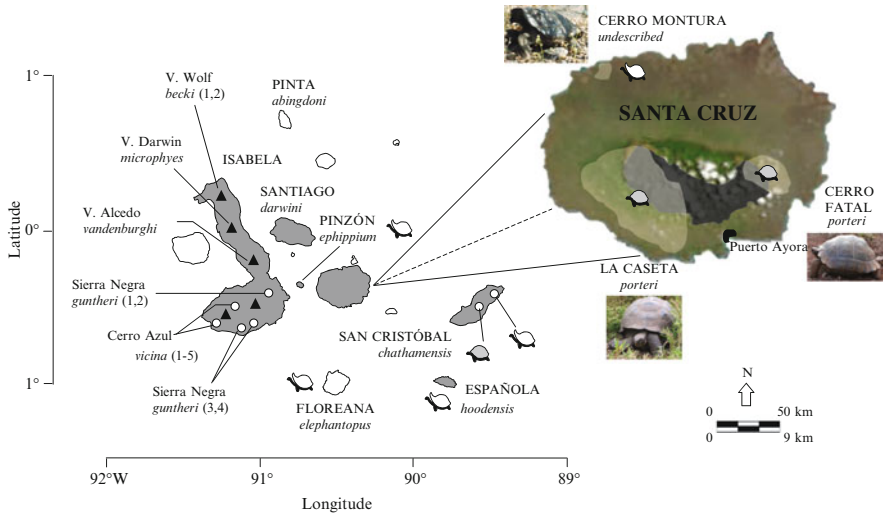 CERRO MONTURA
undescribed
SANTA CRUZ
CERRO
FATAL
porteri
Puerto Ayora
LA CASETA
porteri
1°
0°
1°
Latitude
V. Wolf
becki (1,2)
PINTA
abingdoni
V. Darwin
microphyes
ISABELA
SANTIAGO
darwini
V. Alcedo
vandenburghi
PINZÓN
ephippium
Sierra Negra
guntheri (1,2)
Cerro Azul
vicina (1-5)
Sierra Negra
guntheri (3,4)
SAN CRISTÓBAL
chathamensis
FLOREANA
elephantopus
ESPAÑOLA
hoodensis
N
0 50 km
0 9 km
92°W 91° 90° 89°
Longitude